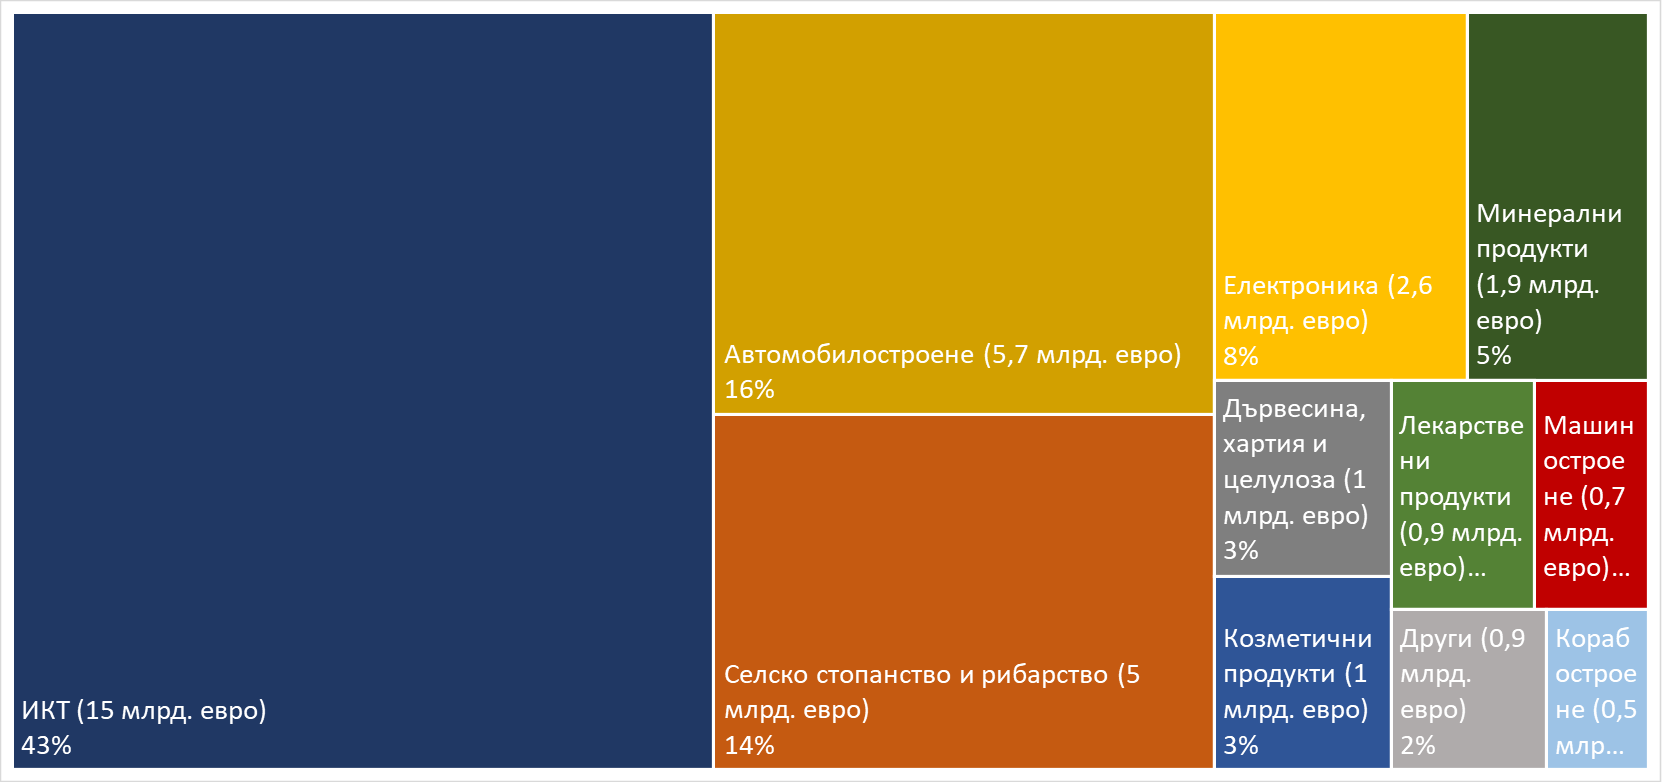 ИКТ (15 млрд. евро)
43%
Автомобилостроене (5,7 млрд. евро)
16%
Селско стопанство и рибарство (5
млрд. евро)
14%
Електроника (2,6
млрд. евро)
8%
Минерални
продукти
(1,9 млрд.
евро)
5%
Дървесина,
хартия и
целулоза (1
млрд. евро)
3%
Козметични
продукти (1
млрд. евро)
3%
Лекарстве
ни
продукти
(0,9 млрд.
евро)...
Машин
острое
не (0,7
млрд.
евро)...
Други (0,9
млрд.
евро)
2%
Кораб
острое
не (0,5
млр...